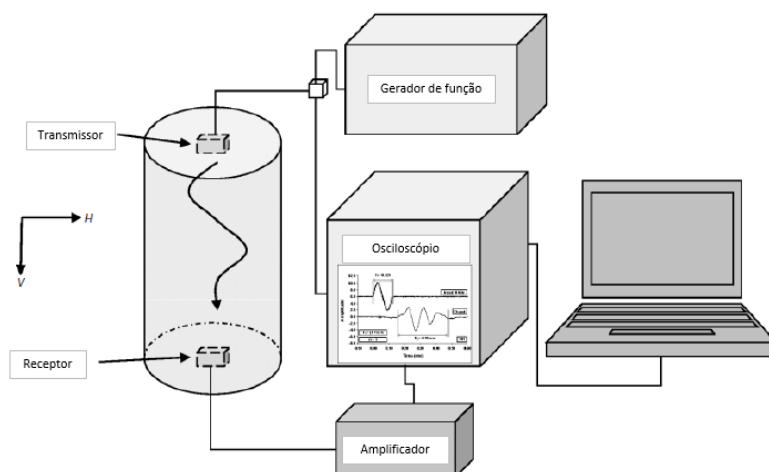 Gerador de função
Transmissor
H
V
Osciloscópio
Receptor
Amplificador